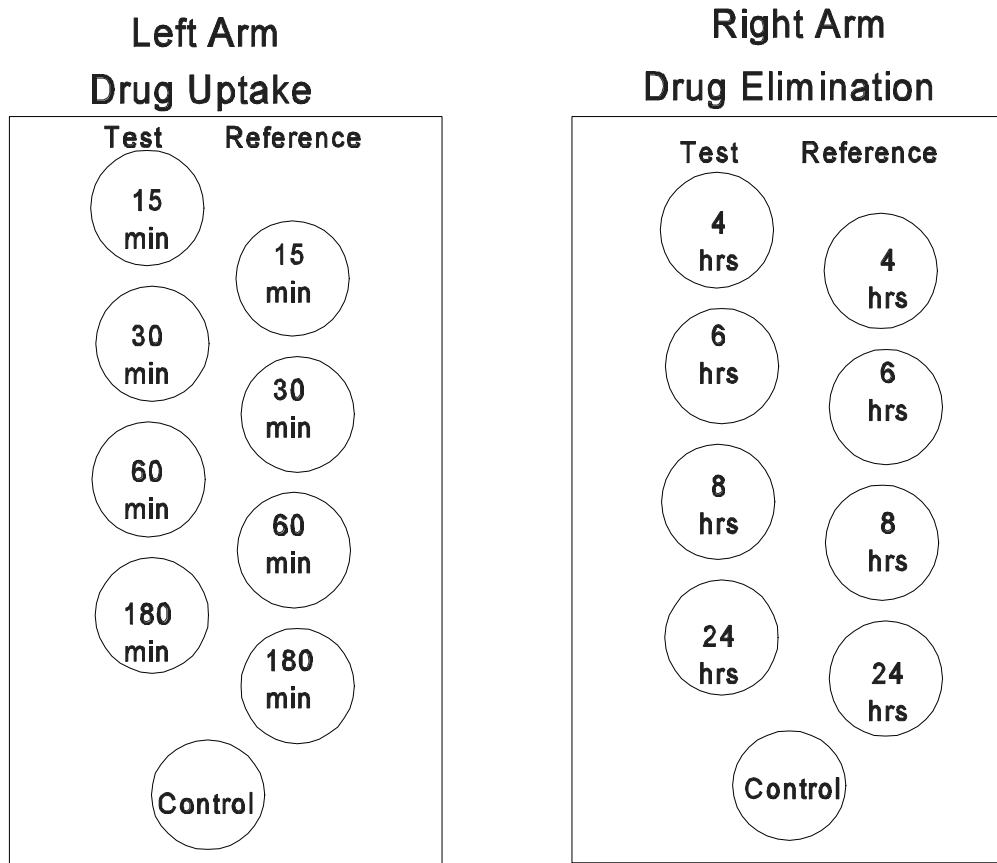 Left Arm
Drug Uptake
Test Reference
15
min
15
min
30
min
30
min
60
min
60
min
180
min
180
min
Control
Right Arm
Drug Elimination
Test Reference
4
hrs
4
hrs
6
hrs
6
hrs
8
hrs
8
hrs
24
hrs
24
hrs
Control